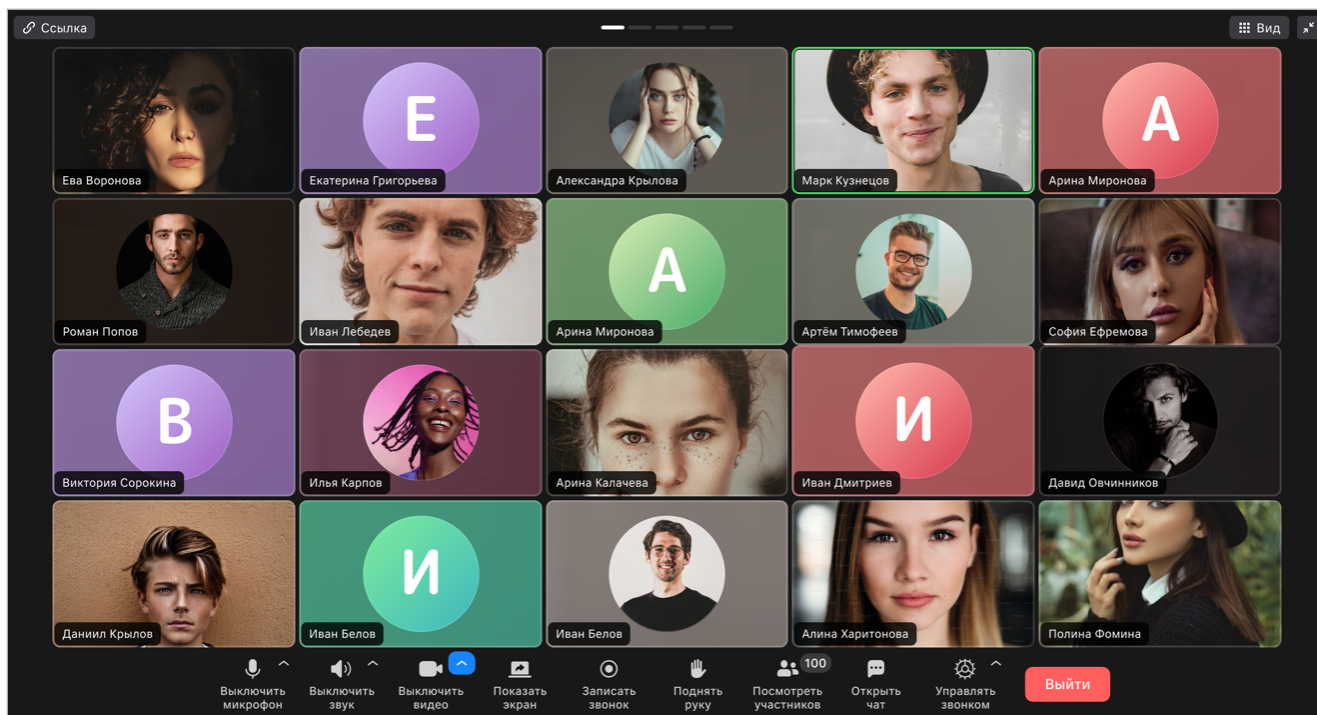 Ссылка
Вид
Ева Воронова
Е
Екатерина Григорьева
Александра Крылова
Марк Кузнецов
А
Арина Миронова
Роман Попов
Иван Лебедев
А
Арина Миронова
Артём Тимофеев
София Ефремова
В
Виктория Сорокина
Илья Карпов
Арина Калачева
И
Иван Дмитриев
Давид Овчинников
Даниил Крылов
И
Иван Белов
Иван Белов
Алина Харитонова
Полина Фомина
Выключить
микрофон
Выключить
звук
Выключить
видео
Показать
экран
Записать
звонок
Поднять
руку
100
Посмотреть
участников
Открыть
чат
Управлять
звонком
Выйти